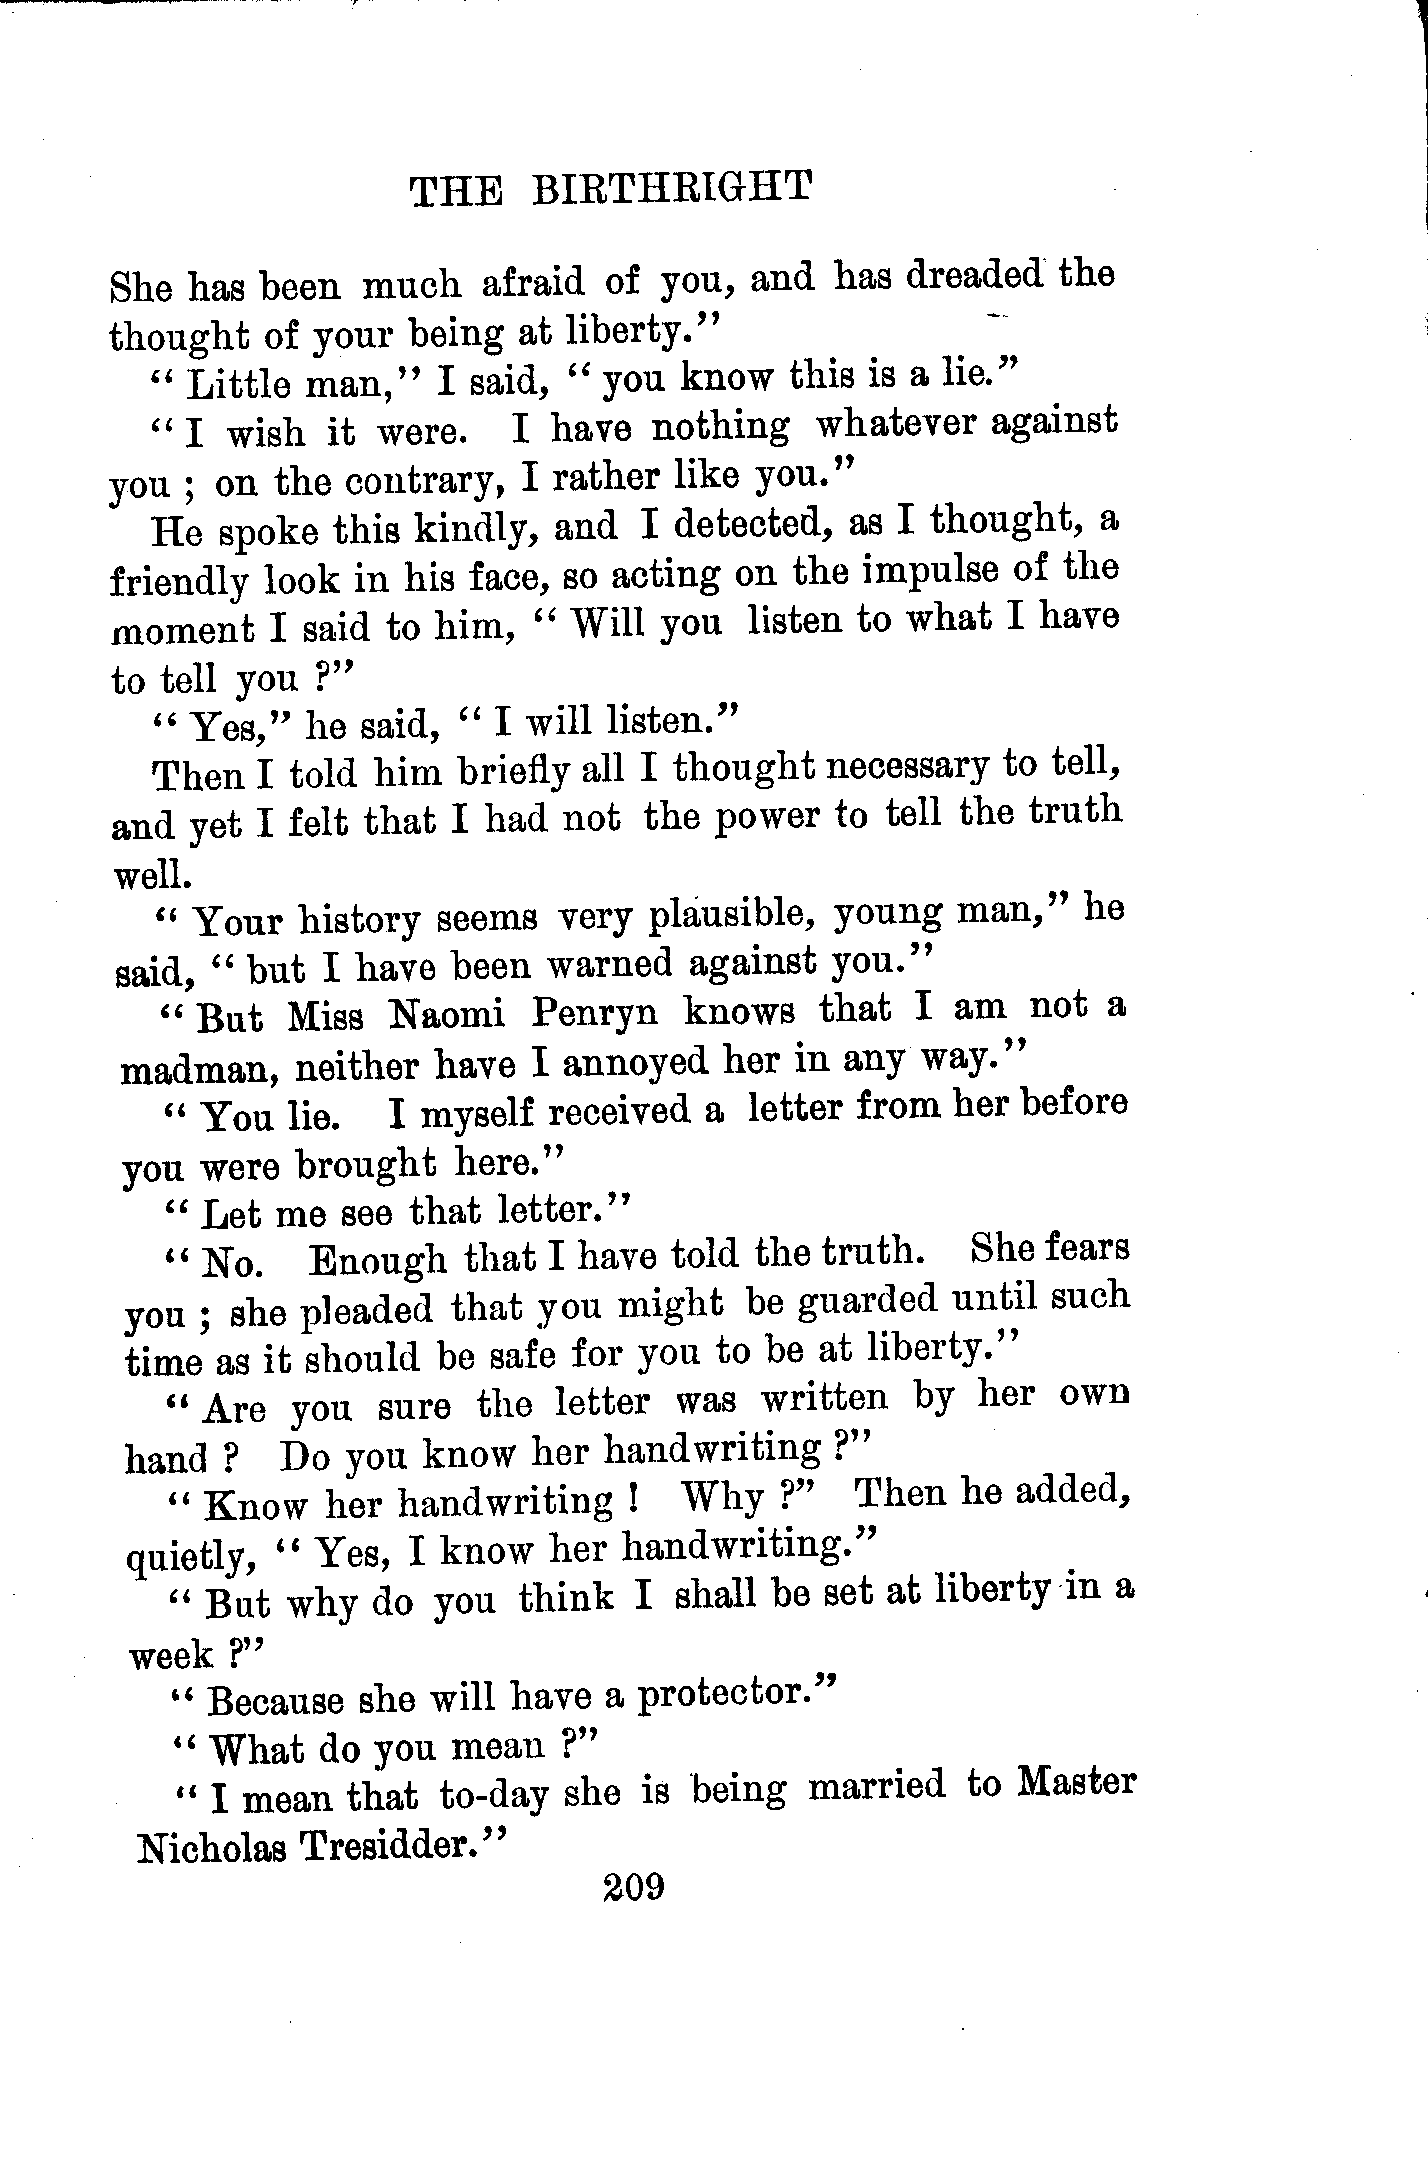 THE BIRTHRIGHT
She has been much afraid of you, and has dreaded the
thought of your being at liberty."
" Little man," I said, " you know this is a lie."
" I wish it were. I have nothing whatever against
you ; on the contrary, I rather like you."
He spoke this kindly, and I detected, as I thought, a
friendly look in his face, so acting on the impulse of the
moment I said to him, " Will you listen to what I have
to tell you ?"
" Yes," he said, " I will listen."
Then I told him briefly all I thought necessary to tell,
and yet I felt that I had not the power to tell the truth
well.
" Your history seems very plausible, young man," he
said, " but I have been warned against you."
" But Miss Naomi Penryn knows that I am not a
madman, neither have I annoyed her in any way."
" You lie. I myself received a letter from her before
you were brought here."
" Let me see that letter."
" No. Enough that I have told the truth. She fears
you ; she pleaded that you might be guarded until such
time as it should be safe for you to be at liberty."
" Are you sure the letter was written by her own
hand ? Do you know her handwriting ?"
" Know her handwriting ! Why ?" Then he added,
quietly, " Yes, I know her handwriting."
" But why do you think I shall be set at liberty in a
week ?"
" Because she will have a protector."
" What do you mean ?"
" I mean that to-day she is being married to Master
Nicholas Tresidder."
209